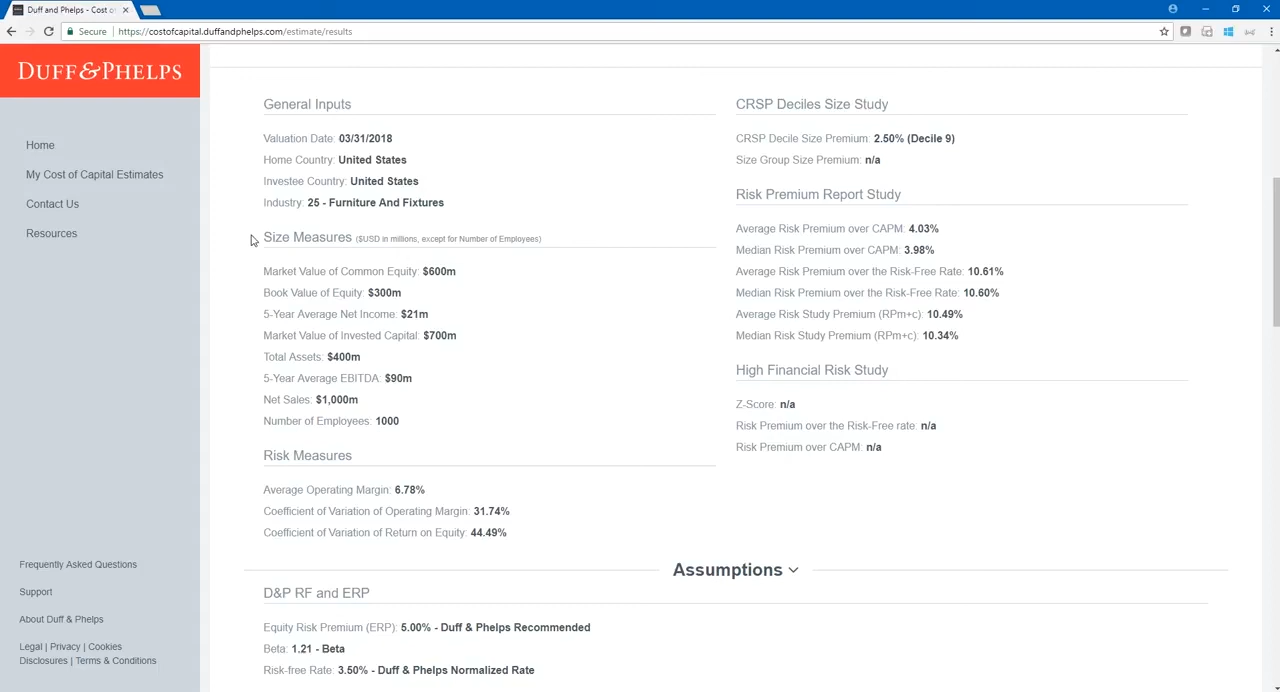 Duff and Phelps - Cost o
Secure
https://costofcapital.duffandphelps.com/estimate/results
DUFF&PHELPS
Home
My Cost of Capital Estimates
Contact Us
Resources
Frequently Asked Questions
Support
About Duff & Phelps
Legal | Privacy | Cookies
Disclosures | Terms & Conditions
General Inputs
Valuation Date: 03/31/2018
Home Country: United States
Investee Country: United States
Industry: 25 - Furniture And Fixtures
Size Measures ($USD in millions, except for Number of Employees)
Market Value of Common Equity: $600m
Book Value of Equity: $300m
5-Year Average Net Income: $21m
Market Value of Invested Capital: $700m
Total Assets: $400m
5-Year Average EBITDA: $90m
Net Sales: $1,000m
Number of Employees: 1000
Risk Measures
Average Operating Margin: 6.78%
Coefficient of Variation of Operating Margin: 31.74%
Coefficient of Variation of Return on Equity: 44.49%
CRSP Deciles Size Study
CRSP Decile Size Premium: 2.50% (Decile 9)
Size Group Size Premium: n/a
Risk Premium Report Study
Average Risk Premium over CAPM: 4.03%
Median Risk Premium over CAPM: 3.98%
Average Risk Premium over the Risk-Free Rate: 10.61%
Median Risk Premium over the Risk-Free Rate: 10.60%
Average Risk Study Premium (RPm+c): 10.49%
Median Risk Study Premium (RPm+c): 10.34%
High Financial Risk Study
Z-Score: n/a
Risk Premium over the Risk-Free rate: n/a
Risk Premium over CAPM: n/a
Assumptions
D&P RF and ERP
Equity Risk Premium (ERP): 5.00% - Duff & Phelps Recommended
Beta: 1.21 - Beta
Risk-free Rate: 3.50% - Duff & Phelps Normalized Rate